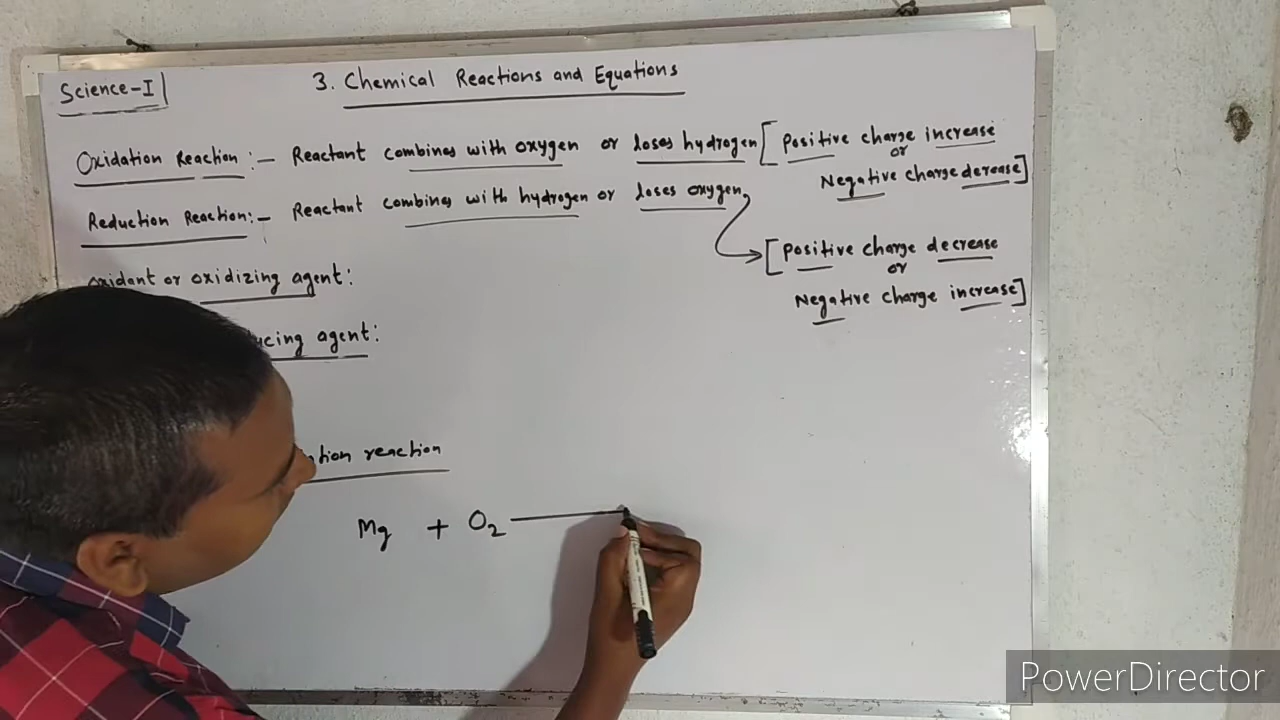 Science-I
3. Chemical Reactions and Equations
Oxidation Reaction:- Reactant combines with oxygen or loses hydrogen [Positive charge increase
or
Negative charge derease]
Reduction Reaction:- Reactant combines with hydrogen or loses oxygen
[Positive charge decrease
or
Negative charge increase]
oxidant or oxidizing agent:
agent:
reaction
Mg + O2
PowerDirector